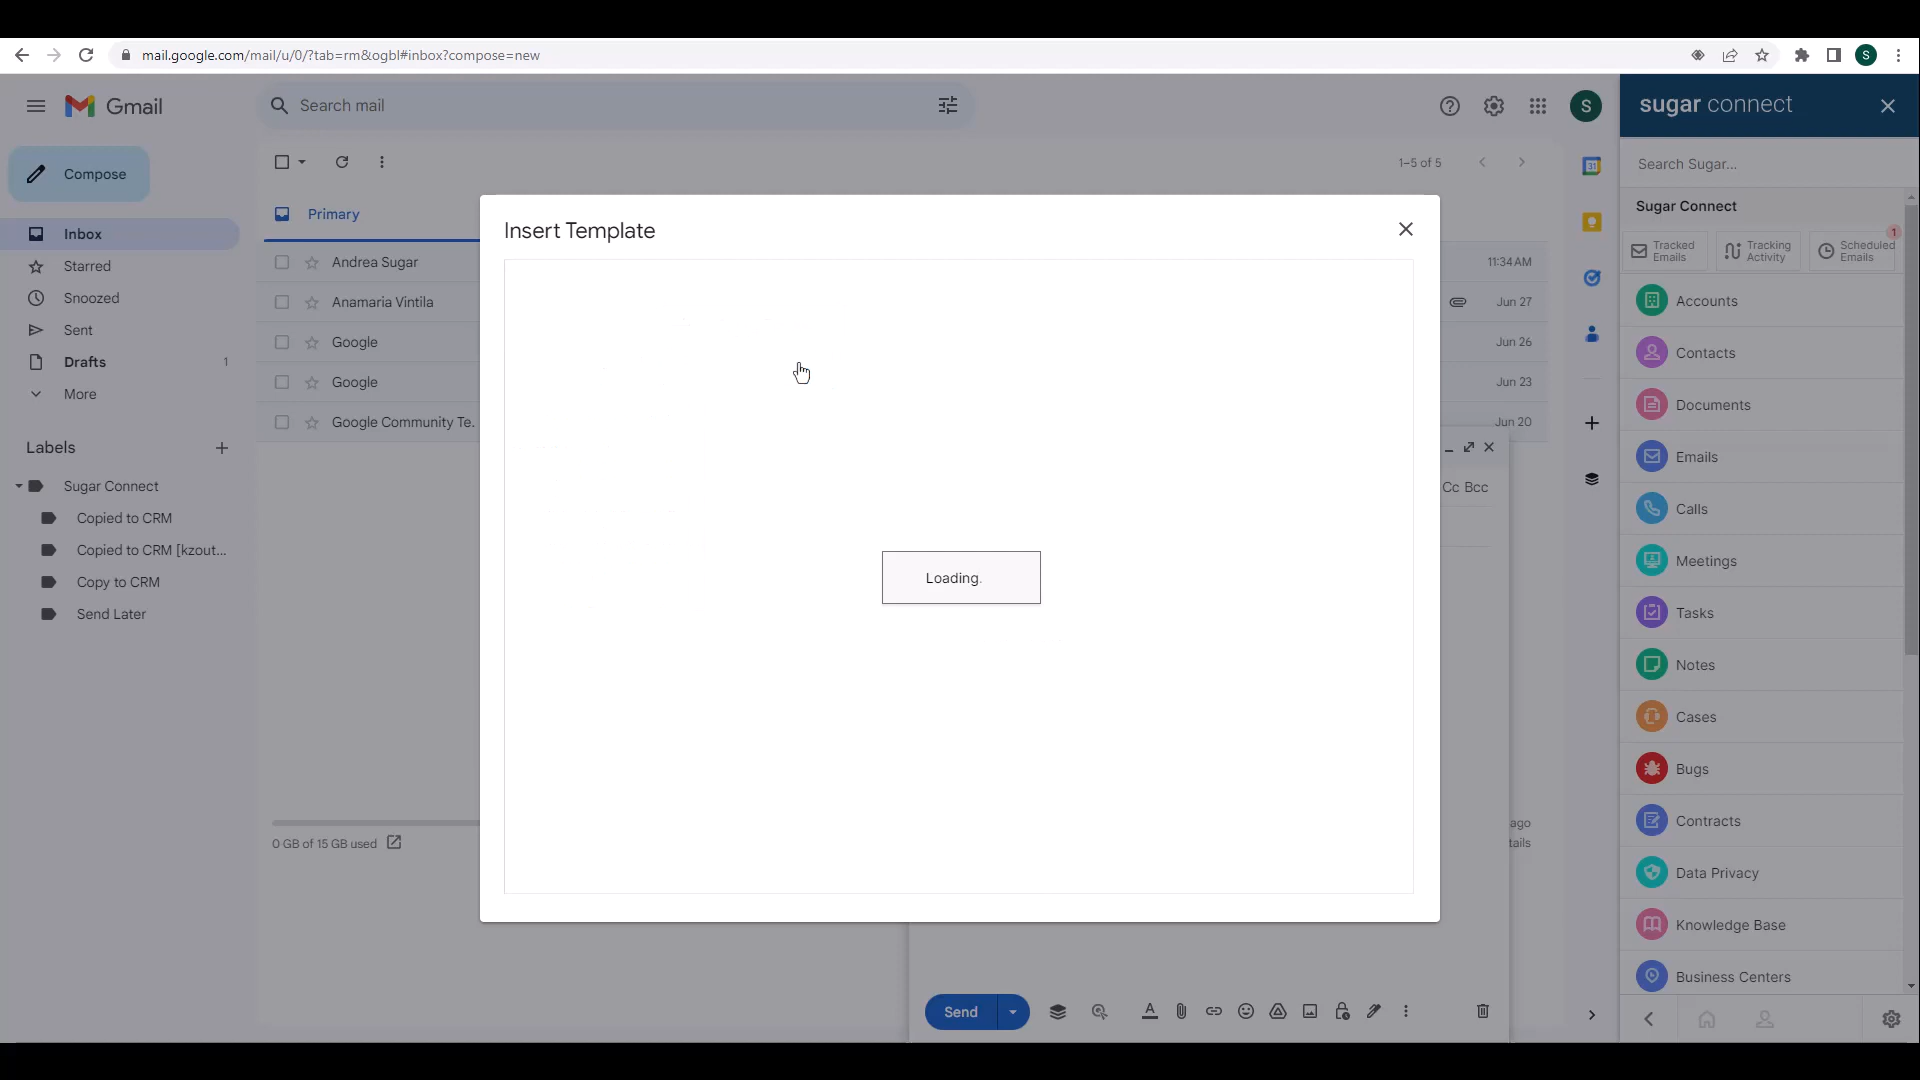 mail.google.com/mail/u/0/?tab=rm&ogbl#inbox?compose=new
S
Gmail
Search mail
S
sugar connect
Compose
1–5 of 5
31
Search Sugar...
Primary
Insert Template
Sugar Connect
Inbox
Tracked Emails
Tracking Activity
Scheduled Emails
1
Starred
Andrea Sugar
11:34 AM
Snoozed
Anamaria Vintila
Jun 27
Accounts
Sent
Google
Jun 26
Contacts
Drafts
1
Google
Jun 23
More
Google Community Te.
Jun 20
Documents
Labels
Cc Bcc
Emails
Sugar Connect
Calls
Copied to CRM
Copied to CRM [kzout...
Meetings
Copy to CRM
Loading.
Tasks
Send Later
Notes
Cases
Bugs
Contracts
0 GB of 15 GB used
ago
tails
Data Privacy
Knowledge Base
Business Centers
Send